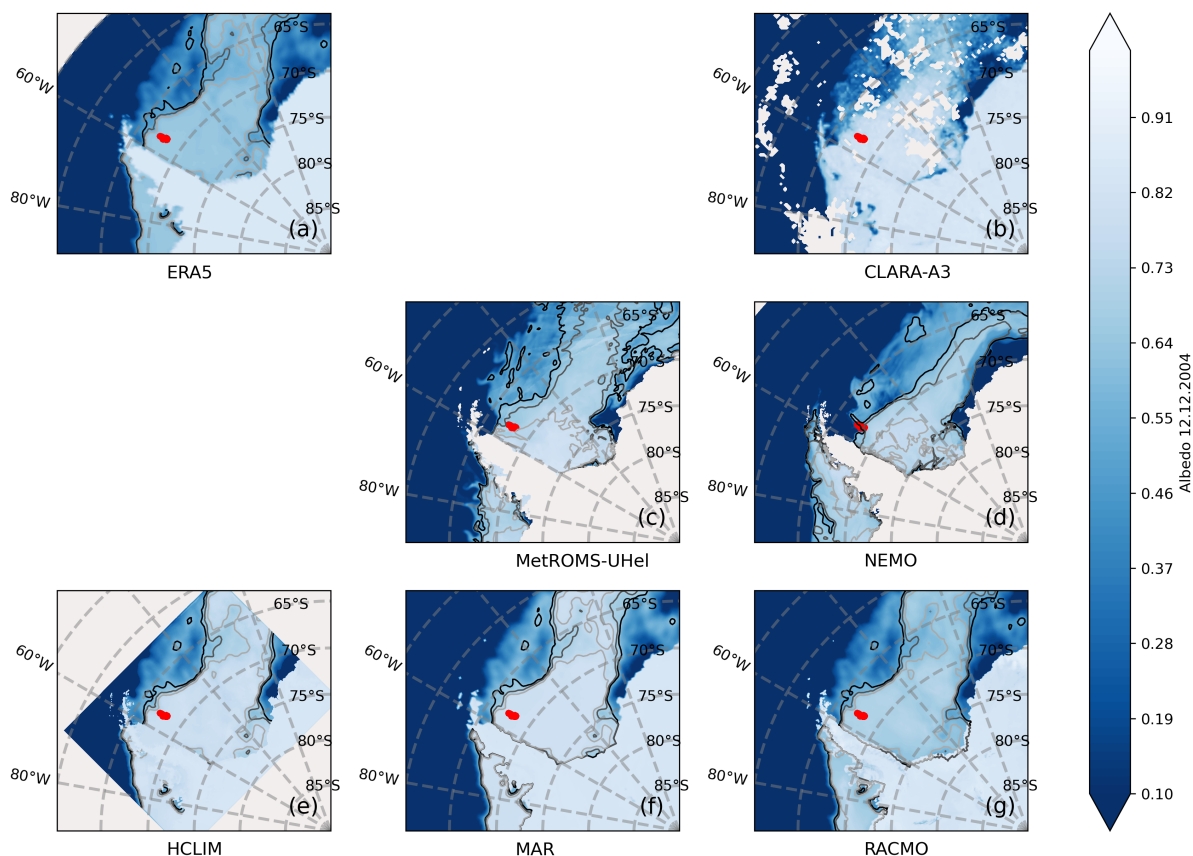 65°S
70°S
75°S
80°S
85°S
60°W
80°W
(a)
ERA5
65°S
70°S
75°S
80°S
85°S
60°W
80°W
(b)
CLARA-A3
65°S
70°S
75°S
80°S
85°S
60°W
80°W
(c)
MetROMS-UHel
65°S
70°S
75°S
80°S
85°S
60°W
80°W
(d)
NEMO
65°S
70°S
75°S
80°S
85°S
60°W
80°W
(e)
HCLIM
65°S
70°S
75°S
80°S
85°S
60°W
80°W
(f)
MAR
65°S
70°S
75°S
80°S
85°S
60°W
80°W
(g)
RACMO
0.91
0.82
0.73
0.64
0.55
0.46
0.37
0.28
0.19
0.10
Albedo 12.12.2004